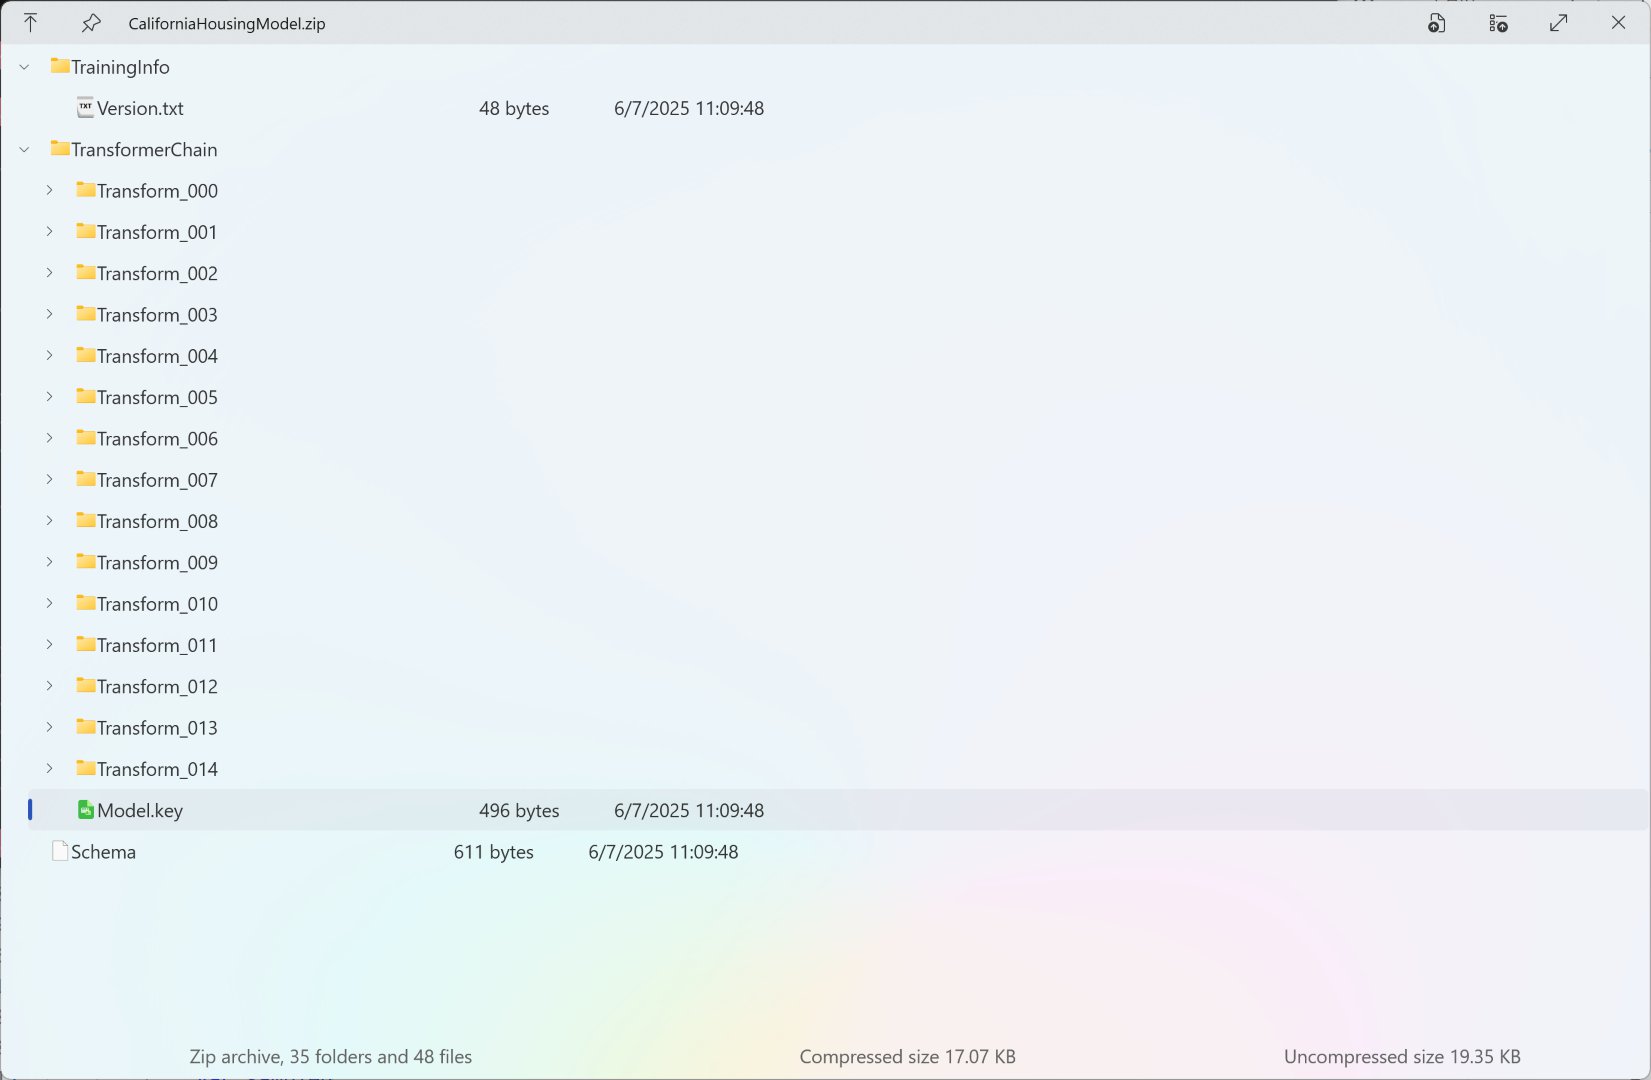 CaliforniaHousingModel.zip
TrainingInfo
TXT Version.txt 48 bytes 6/7/2025 11:09:48
TransformerChain
Transform_000
Transform_001
Transform_002
Transform_003
Transform_004
Transform_005
Transform_006
Transform_007
Transform_008
Transform_009
Transform_010
Transform_011
Transform_012
Transform_013
Transform_014
Model.key 496 bytes 6/7/2025 11:09:48
Schema 611 bytes 6/7/2025 11:09:48
Zip archive, 35 folders and 48 files Compressed size 17.07 KB Uncompressed size 19.35 KB